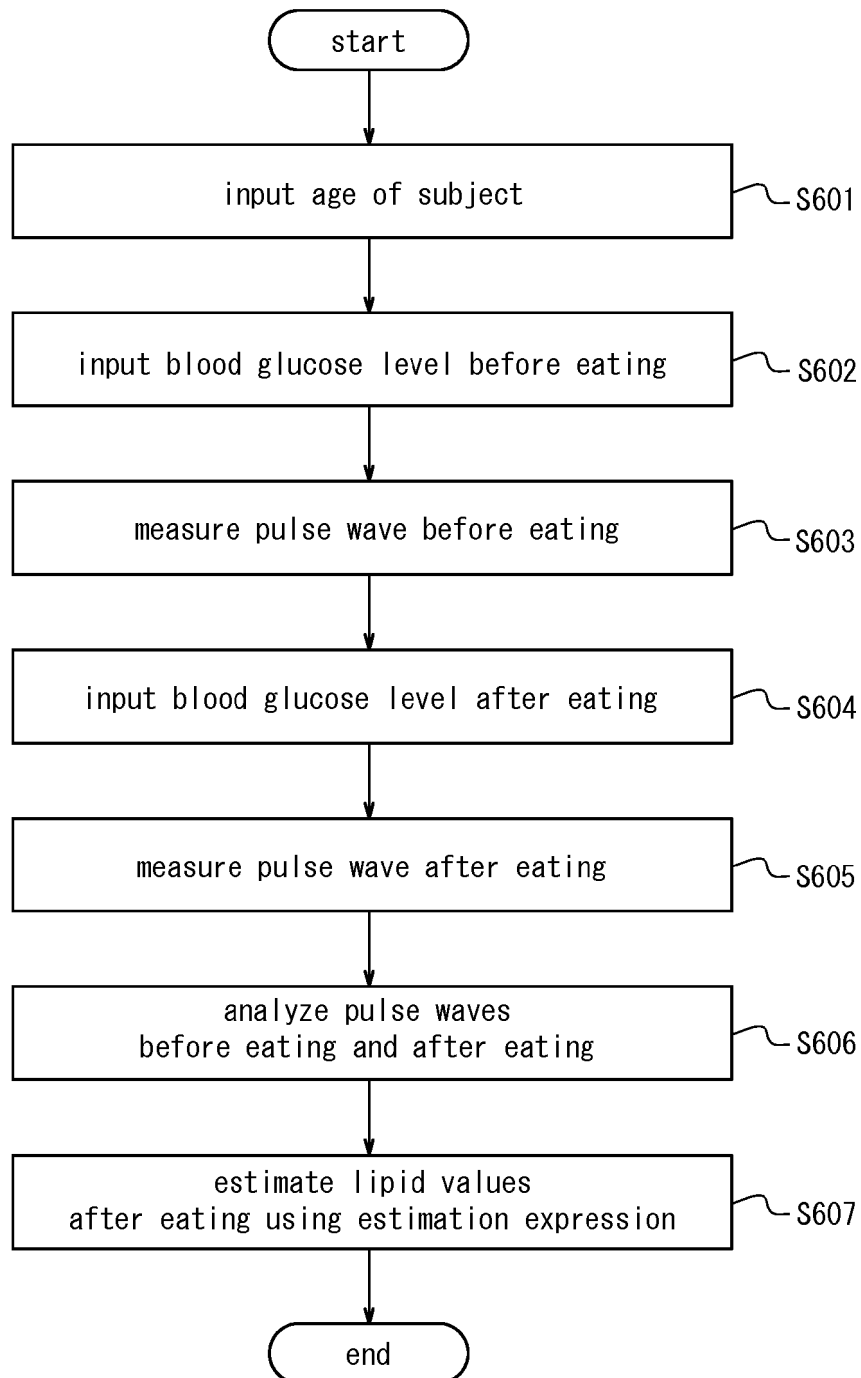 start
input age of subject
S601
input blood glucose level before eating
S602
measure pulse wave before eating
S603
input blood glucose level after eating
S604
measure pulse wave after eating
S605
analyze pulse waves
before eating and after eating
S606
estimate lipid values
after eating using estimation expression
S607
end